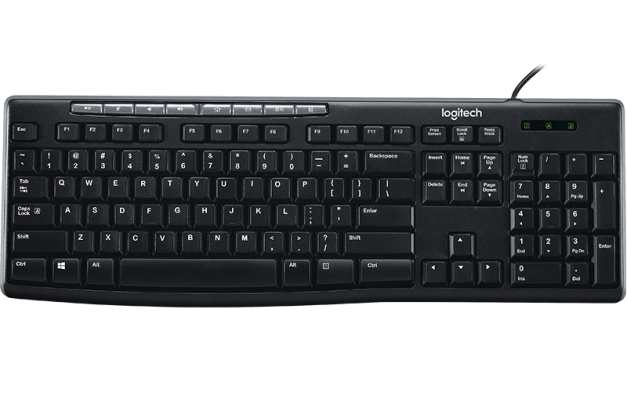 logitech
Esc F1 F2 F3 F4 F5 F6 F7 F8 F9 F10 F11 F12 Print Screen Scroll Lock Pause Break
~ ! @ # $ % ^ & * ( ) — + Backspace Insert Home Page Up Num Lock / * -
` 1 2 3 4 5 6 7 8 9 0 - =
Tab Q W E R T Y U I O P { } | Delete End Page Down 7 Home 8 9 Pg Up +
[ ] \
Caps Lock A A S D F G H J K L : " Enter 4 5 6
; '
Shift Z X C V B N M < > ? Shift 1 End 2 3 Pg Dn Enter
, . /
Ctrl Alt Alt Ctrl 0 Ins . Del